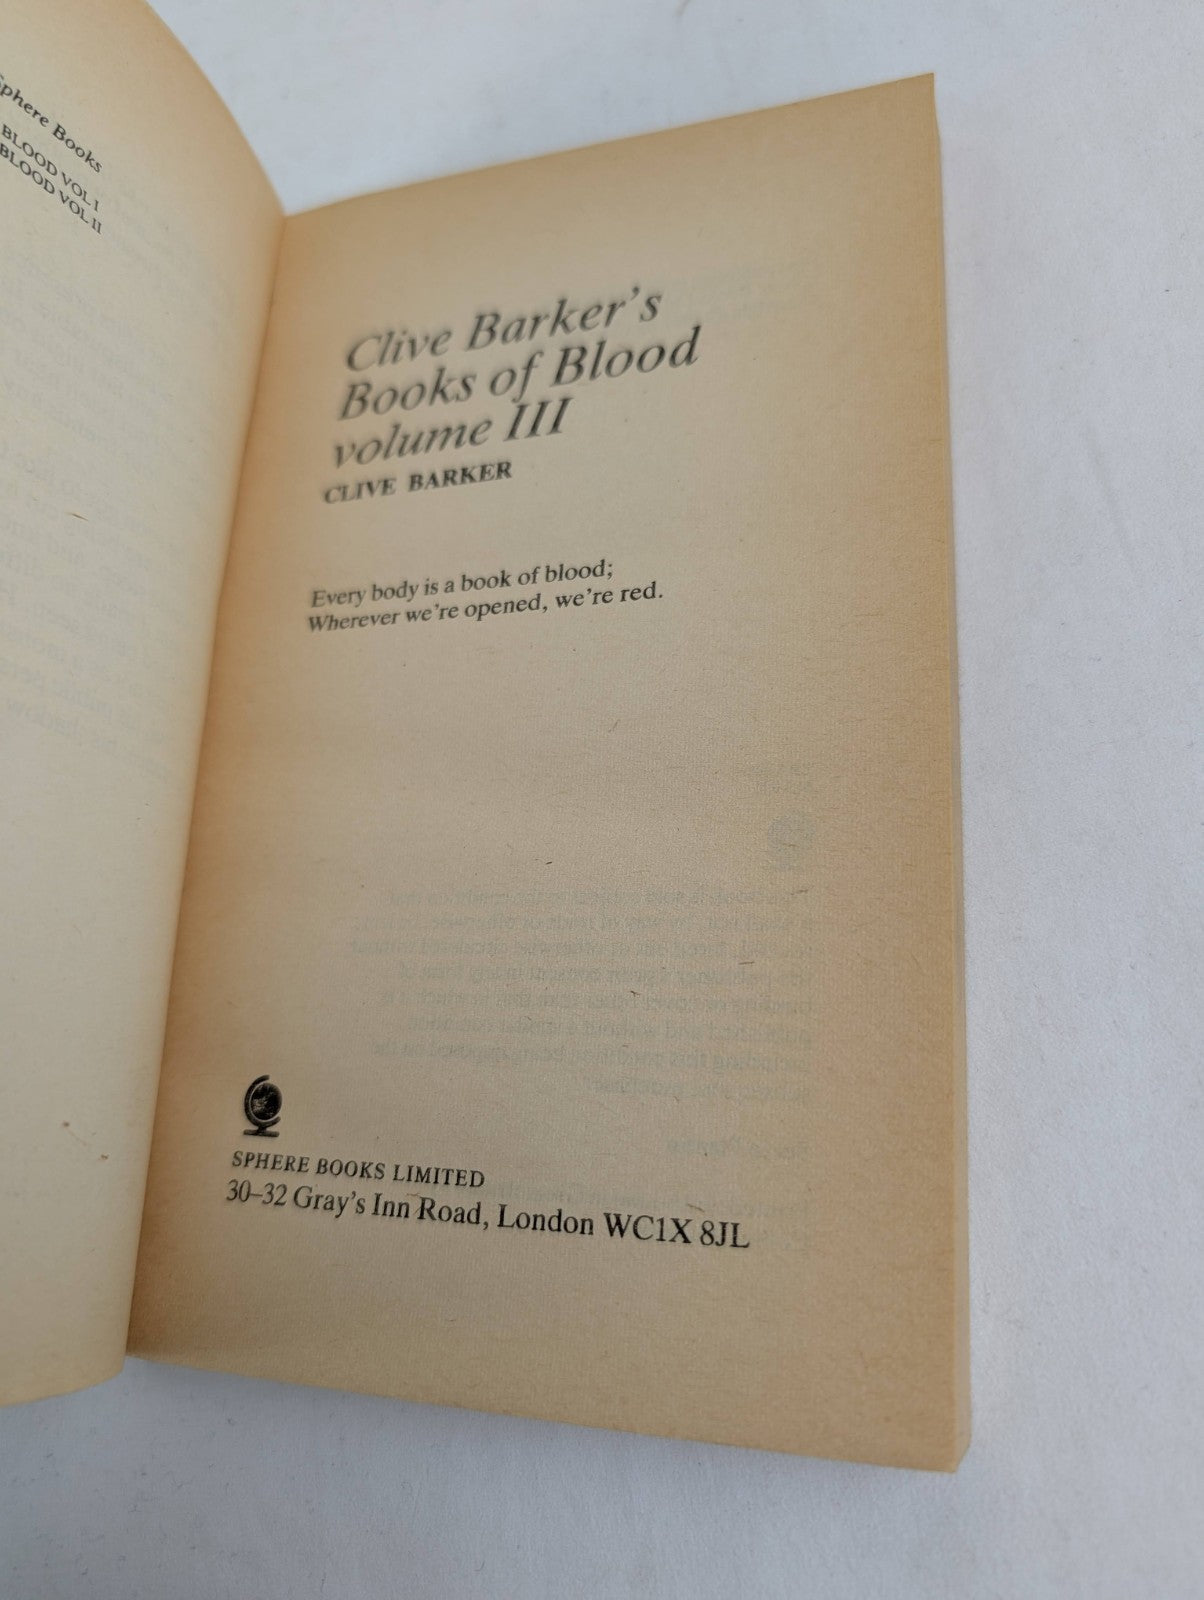 Sphere Books
BLOOD VOL I
BLOOD VOL II
Clive Barker's
Books of Blood
volume III
CLIVE BARKER
Every body is a book of blood;
Wherever we're opened, we're red.
SPHERE BOOKS LIMITED
30–32 Gray's Inn Road, London WC1X 8JL